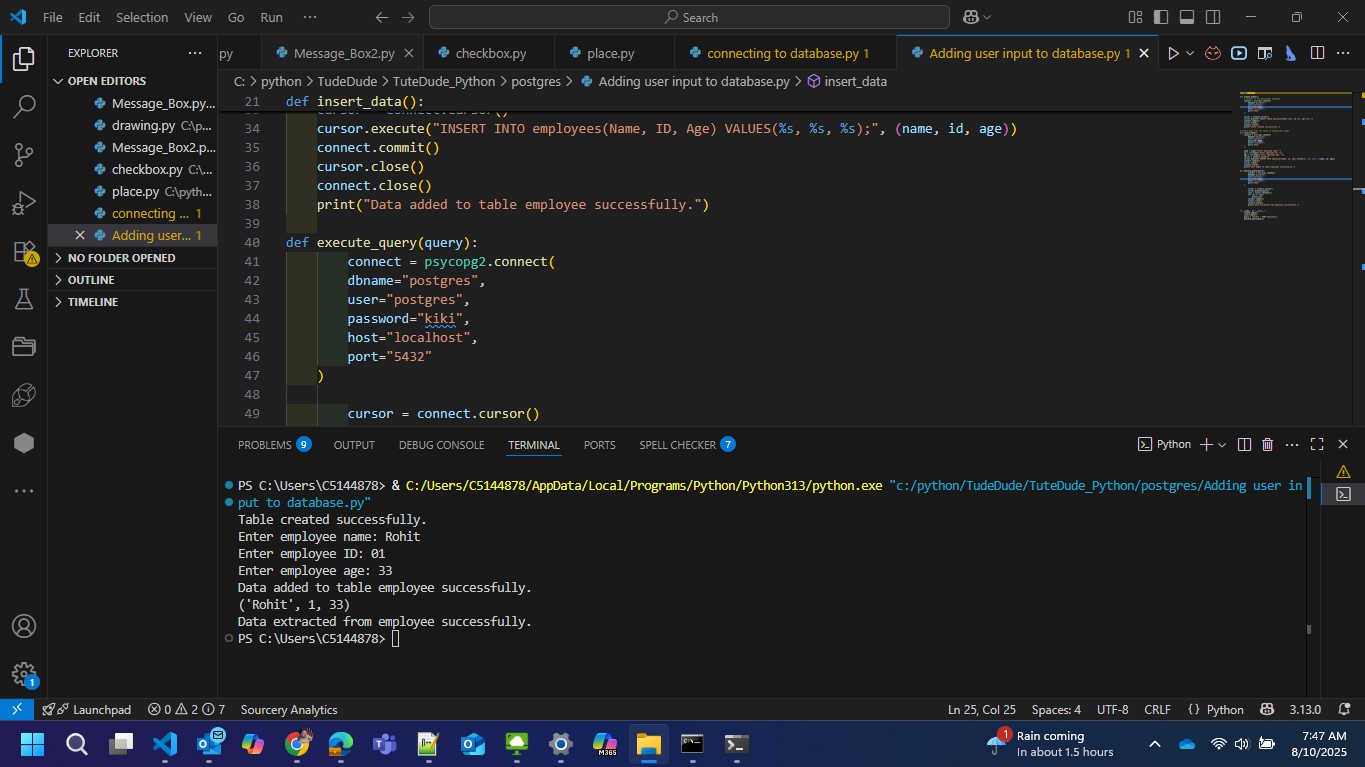 File Edit Selection View Go Run ··· Search
EXPLORER ···
py Message_Box2.py checkbox.py place.py connecting to database.py 1 Adding user input to database.py 1
OPEN EDITORS
C: > python > TudeDude > TuteDude_Python > postgres > Adding user input to database.py > insert_data
Message_Box.py...
drawing.py C:\p...
Message_Box2.p...
checkbox.py C:\...
place.py C:\pyth...
connecting ... 1
Adding user... 1
NO FOLDER OPENED
OUTLINE
TIMELINE
21 def insert_data():
34 cursor.execute("INSERT INTO employees(Name, ID, Age) VALUES(%s, %s, %s);", (name, id, age))
35 connect.commit()
36 cursor.close()
37 connect.close()
38 print("Data added to table employee successfully.")
39
40 def execute_query(query):
41 connect = psycopg2.connect(
42 dbname="postgres",
43 user="postgres",
44 password="kiki",
45 host="localhost",
46 port="5432"
47 )
48
49 cursor = connect.cursor()
PROBLEMS 9 OUTPUT DEBUG CONSOLE TERMINAL PORTS SPELL CHECKER 7 Python
PS C:\Users\C5144878> & C:/Users/C5144878/AppData/Local/Programs/Python/Python313/python.exe "c:/python/TudeDude/TuteDude_Python/postgres/Adding user in
put to database.py"
Table created successfully.
Enter employee name: Rohit
Enter employee ID: 01
Enter employee age: 33
Data added to table employee successfully.
('Rohit', 1, 33)
Data extracted from employee successfully.
PS C:\Users\C5144878>
1
Launchpad 0 2 7 Sourcery Analytics Ln 25, Col 25 Spaces: 4 UTF-8 CRLF {} Python 3.13.0
M365
1 Rain coming
In about 1.5 hours
7:47 AM
8/10/2025